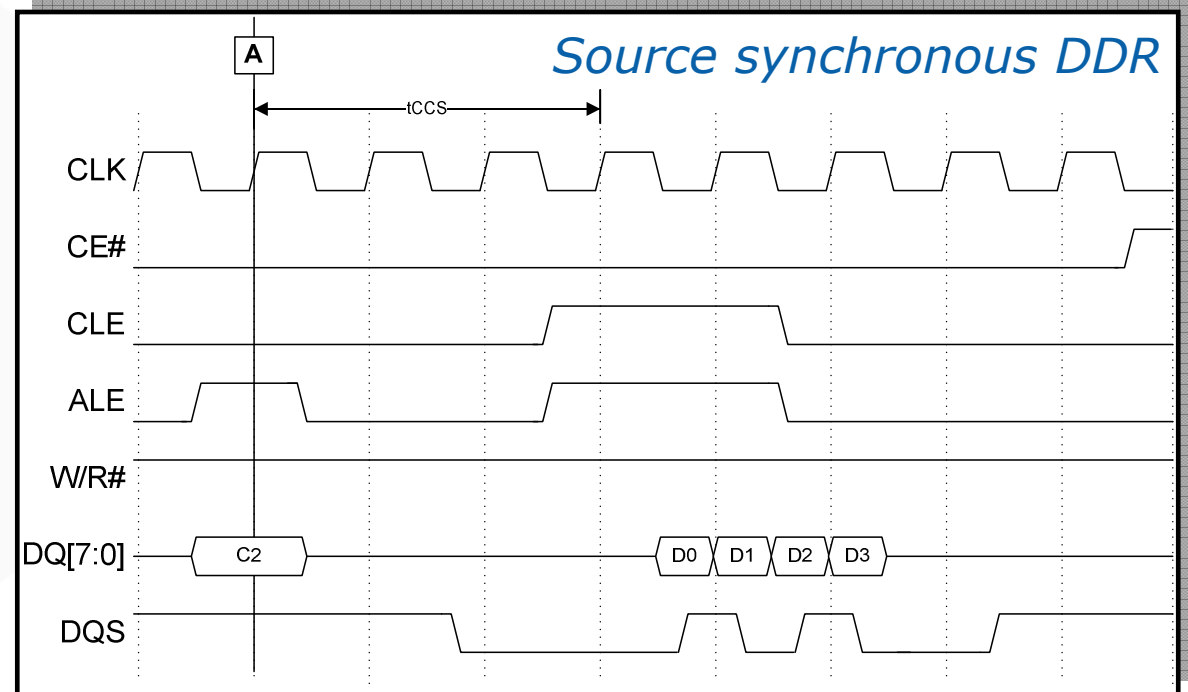 A
Source synchronous DDR
tCCS
CLK
CE#
CLE
ALE
W/R#
DQ[7:0]
C2
D0
D1
D2
D3
DQS